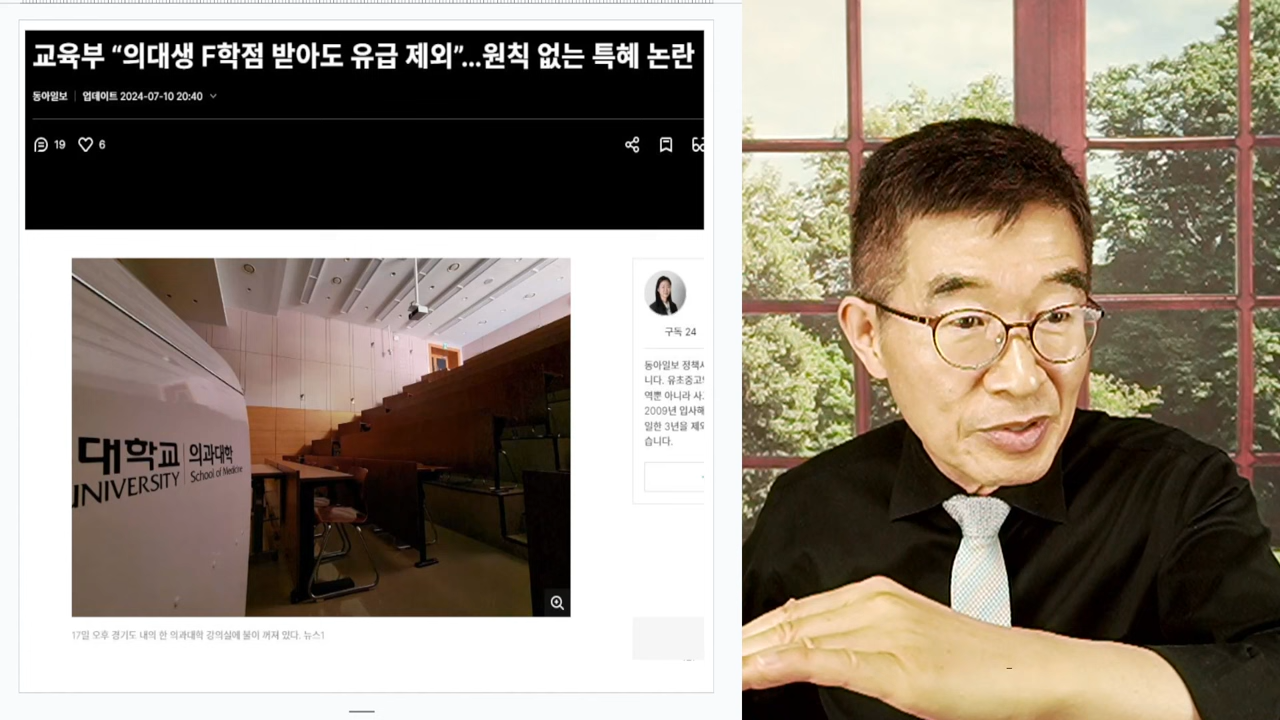 교육부 “의대생 F학점 받아도 유급 제외”...원칙 없는 특혜 논란
동아일보 | 업데이트 2024-07-10 20:40
19 6
대학교 | 의과대학
UNIVERSITY | School of Medicine
17일 오후 경기도 내의 한 의과대학 강의실에 불이 꺼져 있다. 뉴스1
구독 24
동아일보 정책사
니다. 유초중고
역뿐 아니라 사
2009년 입사해
일한 3년을 제외
습니다.